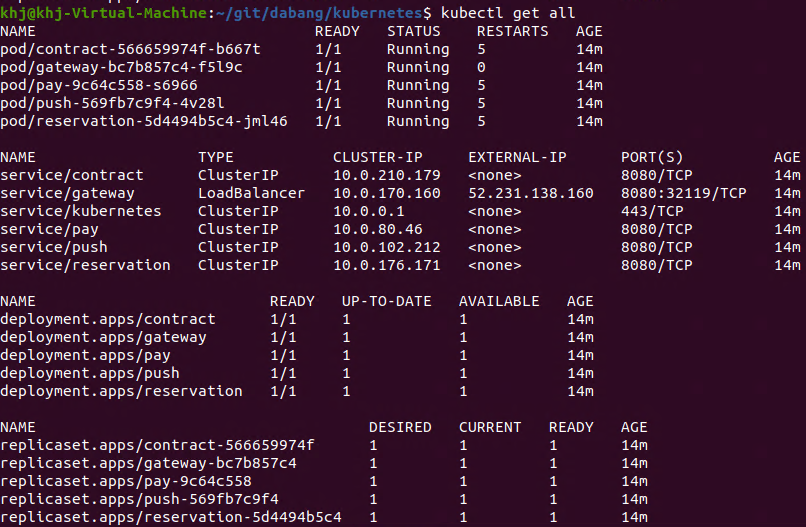 khj@khj-Virtual-Machine:~/git/dabang/kubernetes$ kubectl get all
NAME READY STATUS RESTARTS AGE
pod/contract-566659974f-b667t 1/1 Running 5 14m
pod/gateway-bc7b857c4-f5l9c 1/1 Running 0 14m
pod/pay-9c64c558-s6966 1/1 Running 5 14m
pod/push-569fb7c9f4-4v28l 1/1 Running 5 14m
pod/reservation-5d4494b5c4-jml46 1/1 Running 5 14m
NAME TYPE CLUSTER-IP EXTERNAL-IP PORT(S) AGE
service/contract ClusterIP 10.0.210.179 <none> 8080/TCP 14m
service/gateway LoadBalancer 10.0.170.160 52.231.138.160 8080:32119/TCP 14m
service/kubernetes ClusterIP 10.0.0.1 <none> 443/TCP 14m
service/pay ClusterIP 10.0.80.46 <none> 8080/TCP 14m
service/push ClusterIP 10.0.102.212 <none> 8080/TCP 14m
service/reservation ClusterIP 10.0.176.171 <none> 8080/TCP 14m
NAME READY UP-TO-DATE AVAILABLE AGE
deployment.apps/contract 1/1 1 1 14m
deployment.apps/gateway 1/1 1 1 14m
deployment.apps/pay 1/1 1 1 14m
deployment.apps/push 1/1 1 1 14m
deployment.apps/reservation 1/1 1 1 14m
NAME DESIRED CURRENT READY AGE
replicaset.apps/contract-566659974f 1 1 1 14m
replicaset.apps/gateway-bc7b857c4 1 1 1 14m
replicaset.apps/pay-9c64c558 1 1 1 14m
replicaset.apps/push-569fb7c9f4 1 1 1 14m
replicaset.apps/reservation-5d4494b5c4 1 1 1 14m